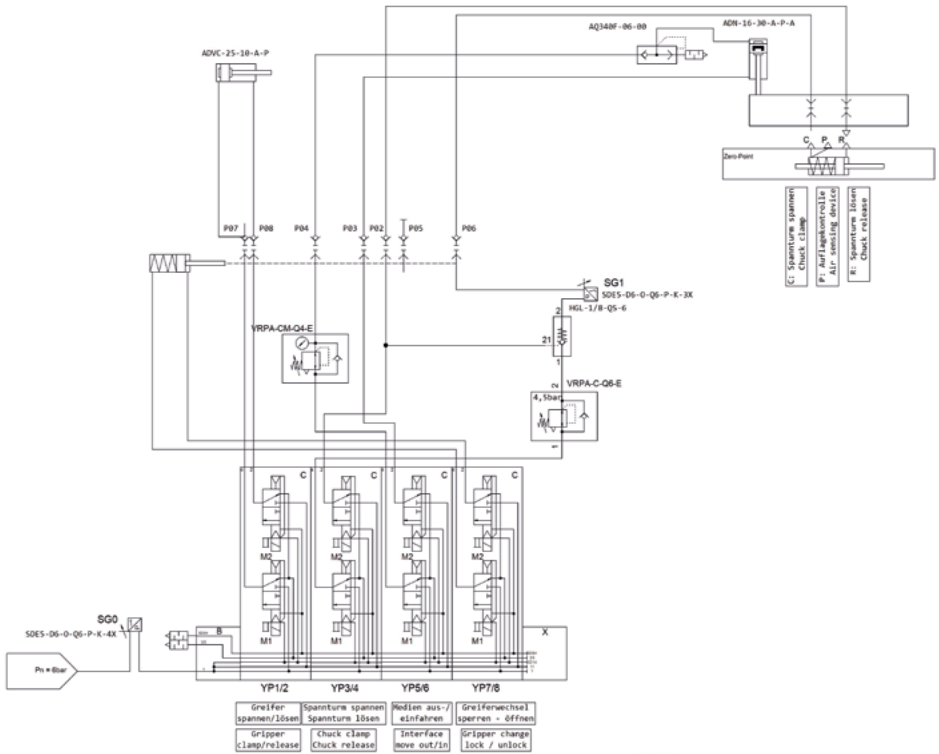 AQ340F-06-00
ADN-16-30-A-P-A
ADVC-25-10-A-P
C P R
Zero-Point
C: Spannturm spannen
Chuck clamp
P: Auflagekontrolle
Air sensing device
R: Spannturm lösen
Chuck release
P07 P08 P04 P03 P02 P05 P06
SG1
SDE5-D6-O-Q6-P-K-3X
HGL-1/8-QS-6
2
21
1
VRPA-CM-Q4-E
VRPA-C-Q6-E
2
4,5bar
1
C C C C
M2 M2 M2 M2
M1 M1 M1 M1
SG0
SDE5-D6-O-Q6-P-K-4X
B X
Pn = 6bar
YP1/2 YP3/4 YP5/6 YP7/8
Greifer
spannen/lösen
Spannturm spannen
Spannturm lösen
Medien aus-/
einfahren
Greiferwechsel
sperren - öffnen
Gripper
clamp/release
Chuck clamp
Chuck release
Interface
move out/in
Gripper change
lock / unlock